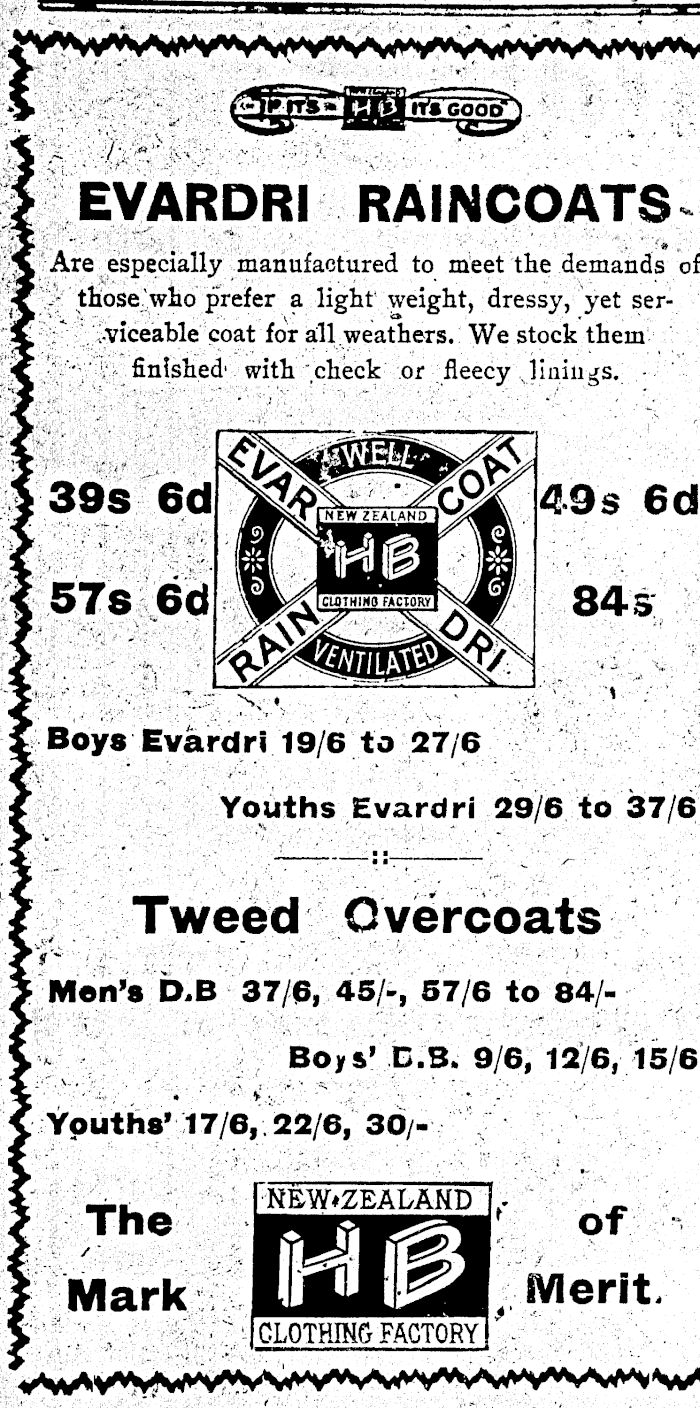 IF ITS NEW ZEALAND HB ITS GOOD
EVARDRI RAINCOATS
Are especially manufactured to meet the demands of
those who prefer a light weight, dressy, yet ser-
viceable coat for all weathers. We stock them
finished with check or fleecy linings.
39s 6d
57s 6d
EVAR
WELL
COAT
NEW ZEALAND
HB
CLOTHING FACTORY
RAIN
VENTILATED
DRI
49s 6d
84s
Boys Evardri 19/6 to 27/6
Youths Evardri 29/6 to 37/6
Tweed Overcoats
Men's D.B 37/6, 45/-, 57/6 to 84/-
Boys' D.B. 9/6, 12/6, 15/6
Youths' 17/6, 22/6, 30/-
The Mark
NEW ZEALAND
HB
CLOTHING FACTORY
of Merit.